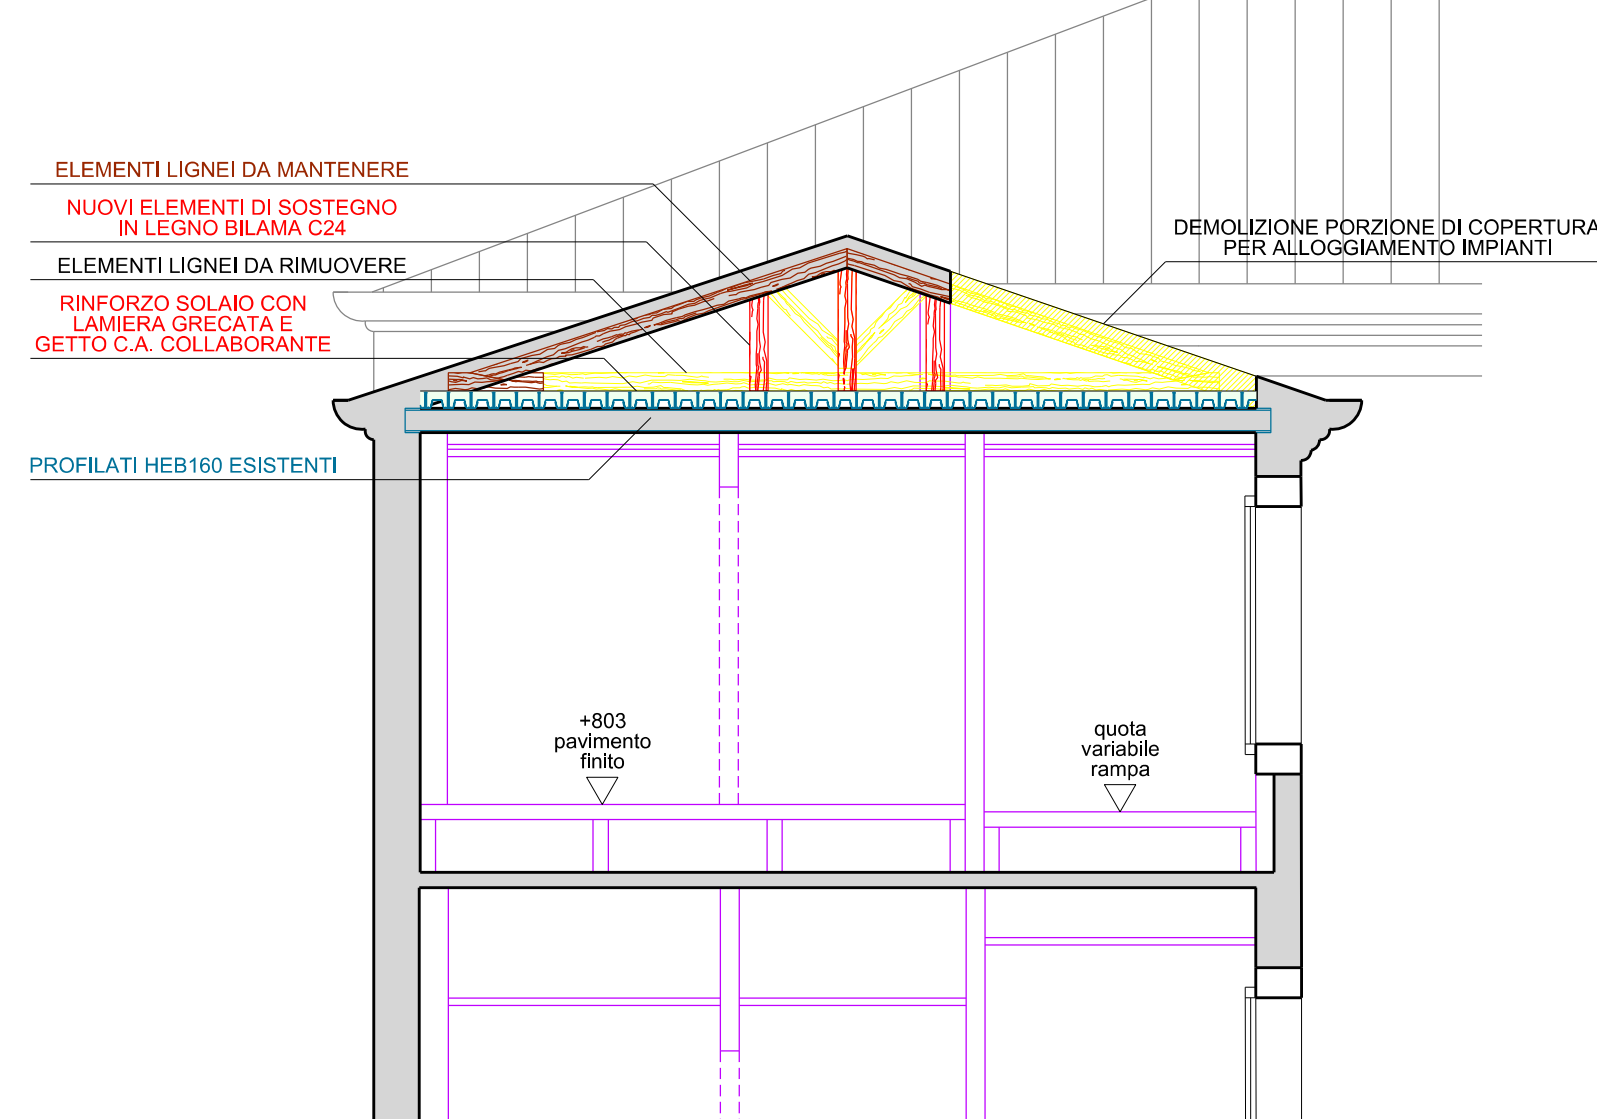 ELEMENTI LIGNEI DA MANTENERE
NUOVI ELEMENTI DI SOSTEGNO
IN LEGNO BILAMA C24
ELEMENTI LIGNEI DA RIMUOVERE
RINFORZO SOLAIO CON
LAMIERA GRECATA E
GETTO C.A. COLLABORANTE
PROFILATI HEB160 ESISTENTI
DEMOLIZIONE PORZIONE DI COPERTURA
PER ALLOGGIAMENTO IMPIANTI
+803
pavimento
finito
quota
variabile
rampa